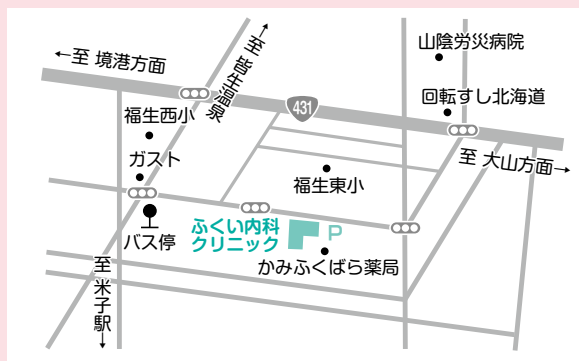 ←至 境港方面
←至 皆生温泉
山陰労災病院
回転すし北海道
431
福生西小
至 大山方面→
ガスト
福生東小
バス停
ふくい内科
クリニック
P
かみふくばら薬局
至 米子駅→